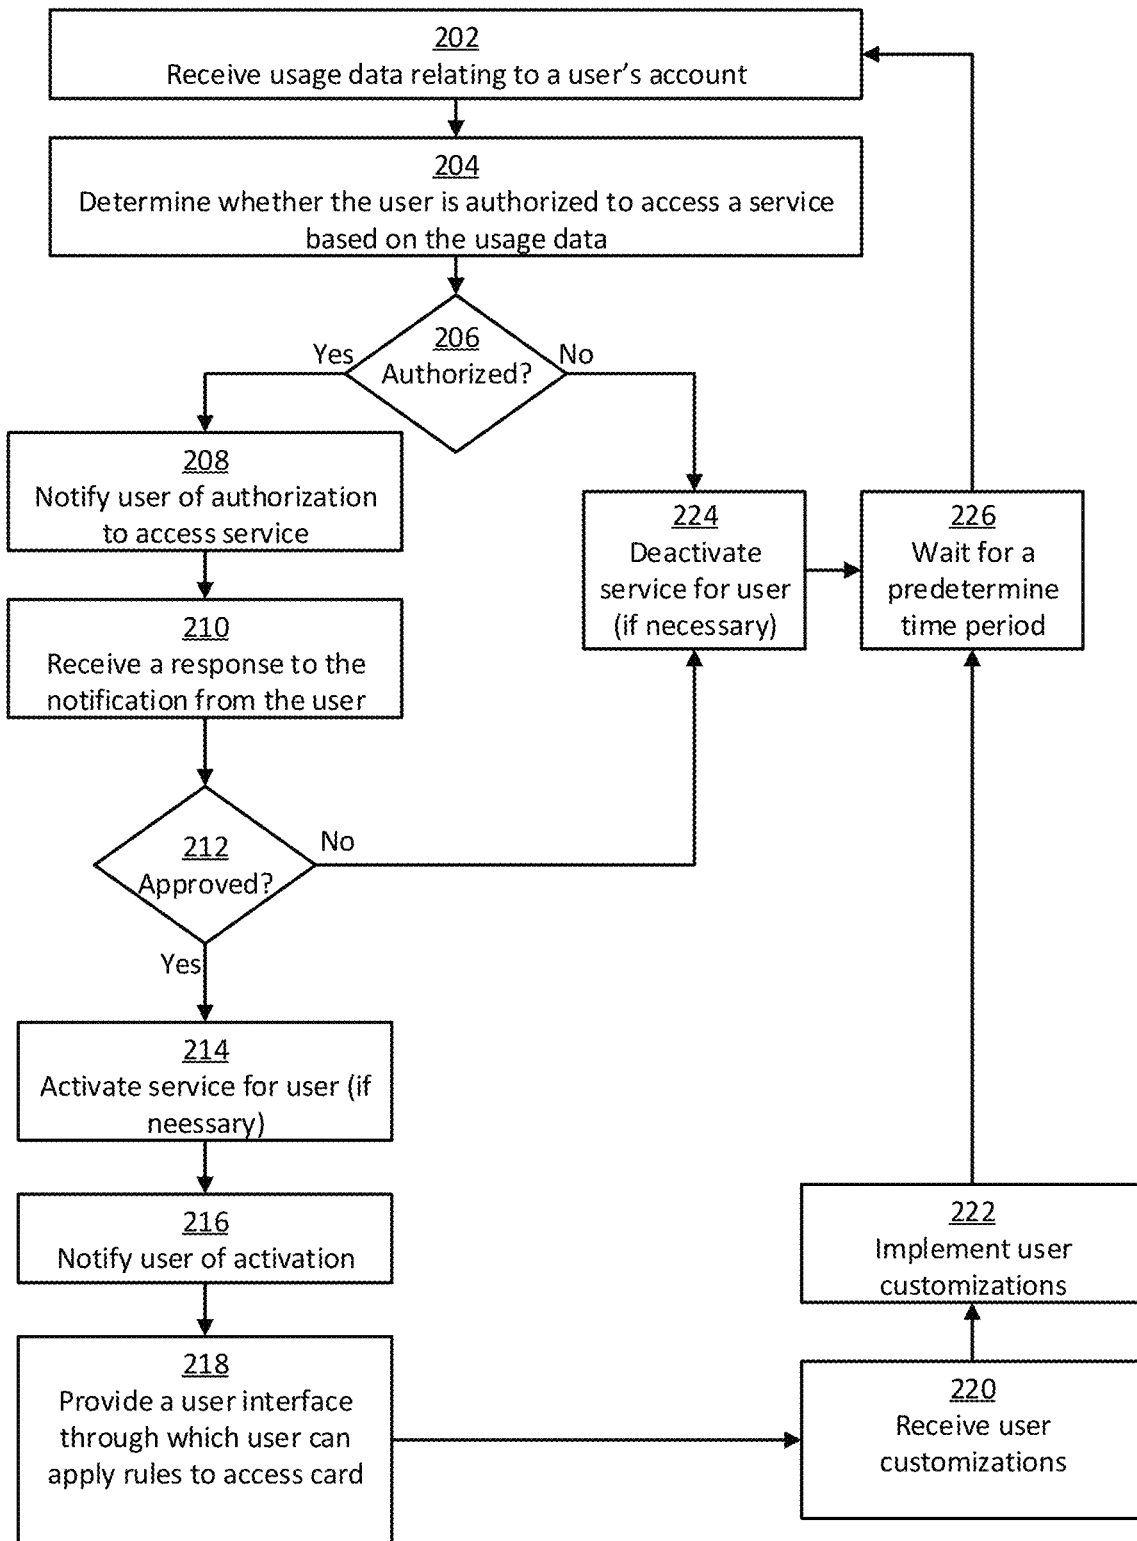 202
Receive usage data relating to a user's account
204
Determine whether the user is authorized to access a service
based on the usage data
206
Authorized?
Yes
No
208
Notify user of authorization
to access service
224
Deactivate
service for user
(if necessary)
226
Wait for a
predetermine
time period
210
Receive a response to the
notification from the user
212
Approved?
No
Yes
214
Activate service for user (if
neessary)
216
Notify user of activation
222
Implement user
customizations
218
Provide a user interface
through which user can
apply rules to access card
220
Receive user
customizations